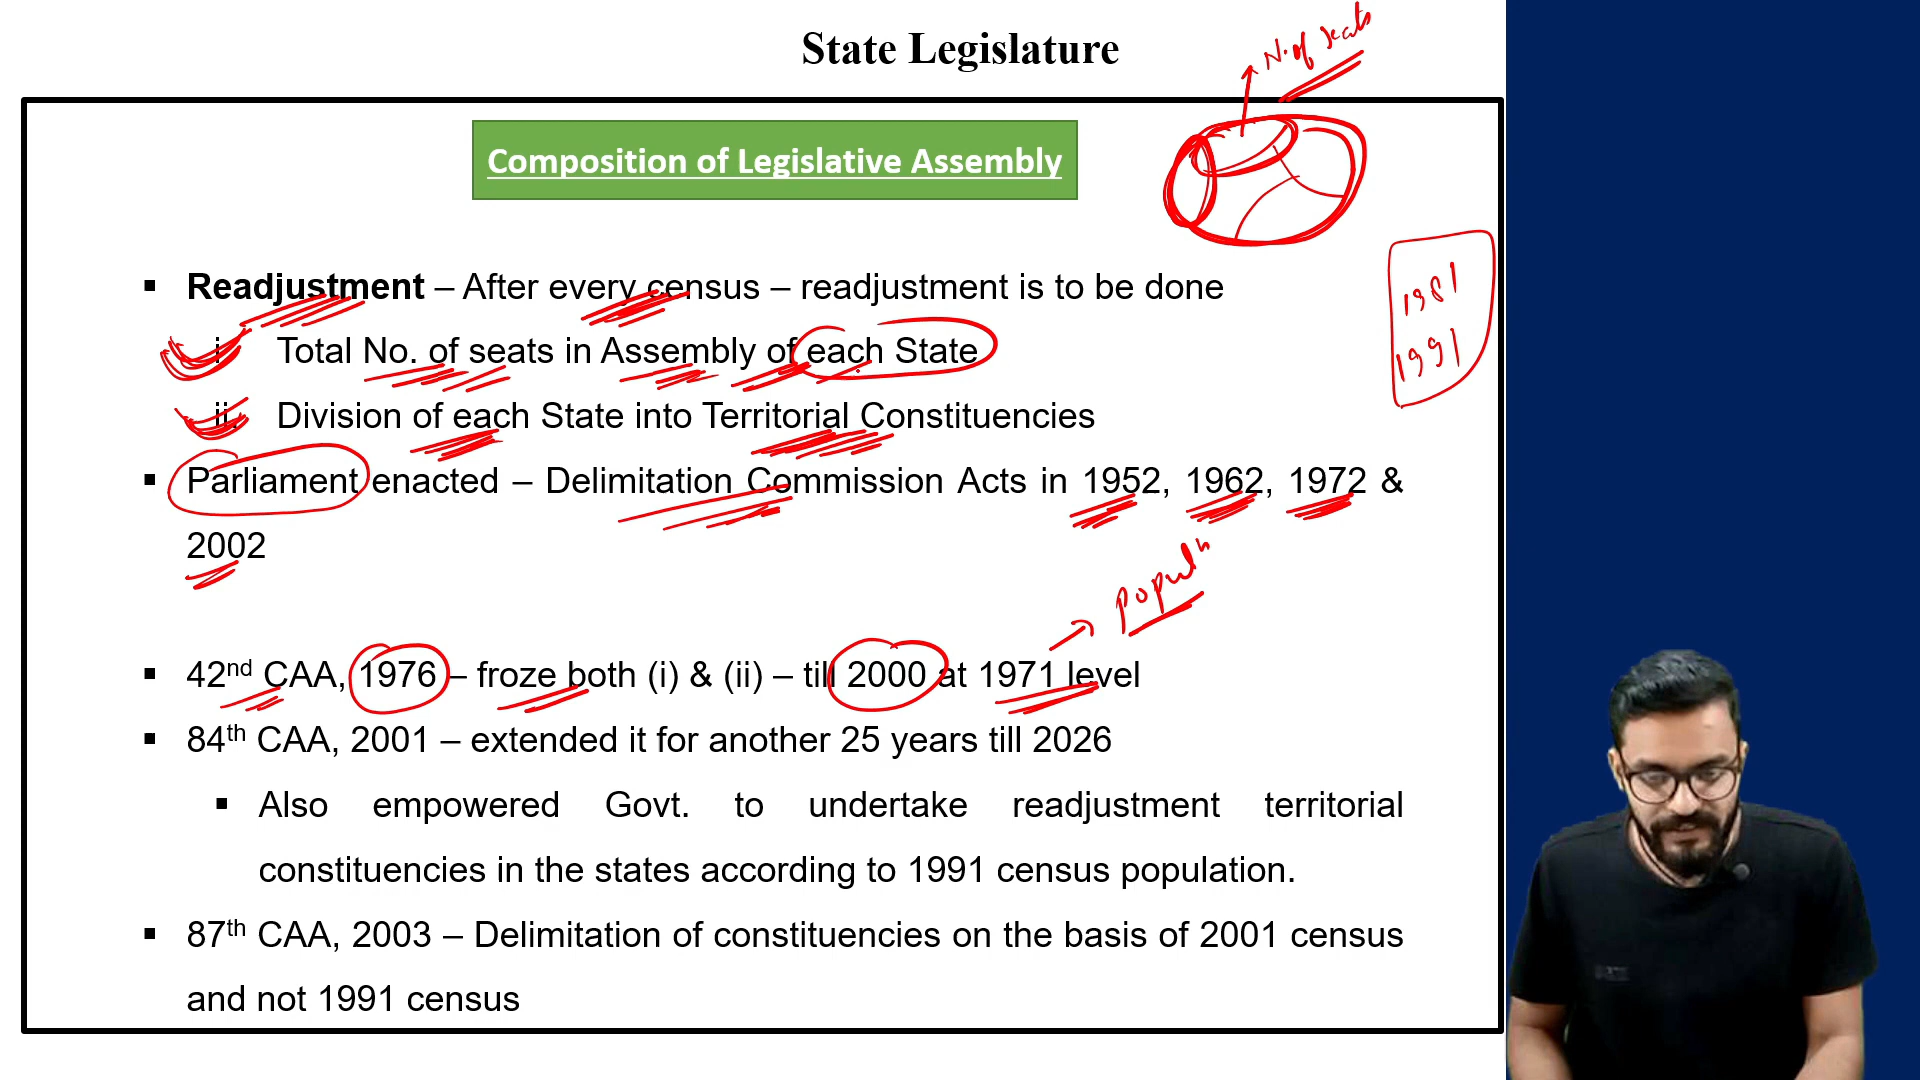 State Legislature
N. of seats
Composition of Legislative Assembly
▪ Readjustment – After every census – readjustment is to be done
i. Total No. of seats in Assembly of each State
ii. Division of each State into Territorial Constituencies
1981
1991
▪ Parliament enacted – Delimitation Commission Acts in 1952, 1962, 1972 &
2002
Populⁿ
▪ 42nd CAA, 1976 – froze both (i) & (ii) – till 2000 at 1971 level
▪ 84th CAA, 2001 – extended it for another 25 years till 2026
▪ Also empowered Govt. to undertake readjustment territorial
constituencies in the states according to 1991 census population.
▪ 87th CAA, 2003 – Delimitation of constituencies on the basis of 2001 census
and not 1991 census